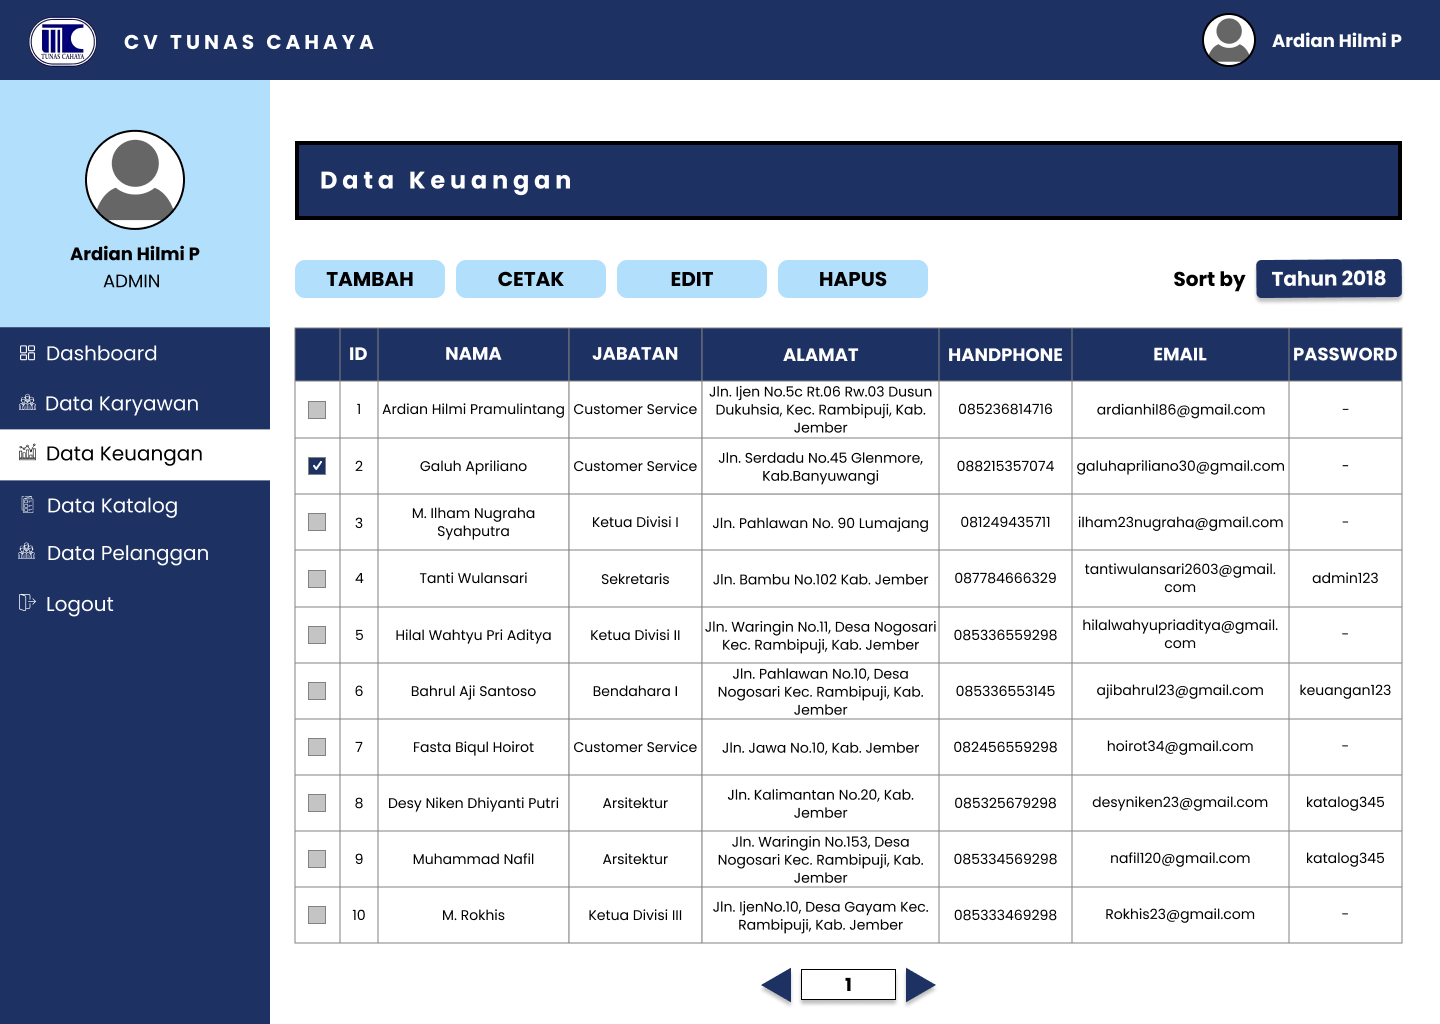 TUNAS CAHAYA
CV TUNAS CAHAYA
Ardian Hilmi P
Ardian Hilmi P
ADMIN
Dashboard
Data Karyawan
Data Keuangan
Data Katalog
Data Pelanggan
Logout
Data Keuangan
TAMBAH CETAK EDIT HAPUS Sort by Tahun 2018
ID NAMA JABATAN ALAMAT HANDPHONE EMAIL PASSWORD
1 Ardian Hilmi Pramulintang Customer Service Jln. Ijen No.5c Rt.06 Rw.03 Dusun
Dukuhsia, Kec. Rambipuji, Kab.
Jember 085236814716 ardianhil86@gmail.com -
2 Galuh Apriliano Customer Service Jln. Serdadu No.45 Glenmore,
Kab.Banyuwangi 088215357074 galuhapriliano30@gmail.com -
3 M. Ilham Nugraha
Syahputra Ketua Divisi I Jln. Pahlawan No. 90 Lumajang 081249435711 ilham23nugraha@gmail.com -
4 Tanti Wulansari Sekretaris Jln. Bambu No.102 Kab. Jember 087784666329 tantiwulansari2603@gmail.
com admin123
5 Hilal Wahtyu Pri Aditya Ketua Divisi II Jln. Waringin No.11, Desa Nogosari
Kec. Rambipuji, Kab. Jember 085336559298 hilalwahyupriaditya@gmail.
com -
6 Bahrul Aji Santoso Bendahara I Jln. Pahlawan No.10, Desa
Nogosari Kec. Rambipuji, Kab.
Jember 085336553145 ajibahrul23@gmail.com keuangan123
7 Fasta Biqul Hoirot Customer Service Jln. Jawa No.10, Kab. Jember 082456559298 hoirot34@gmail.com -
8 Desy Niken Dhiyanti Putri Arsitektur Jln. Kalimantan No.20, Kab.
Jember 085325679298 desyniken23@gmail.com katalog345
9 Muhammad Nafil Arsitektur Jln. Waringin No.153, Desa
Nogosari Kec. Rambipuji, Kab.
Jember 085334569298 nafil120@gmail.com katalog345
10 M. Rokhis Ketua Divisi III Jln. IjenNo.10, Desa Gayam Kec.
Rambipuji, Kab. Jember 085333469298 Rokhis23@gmail.com -
1